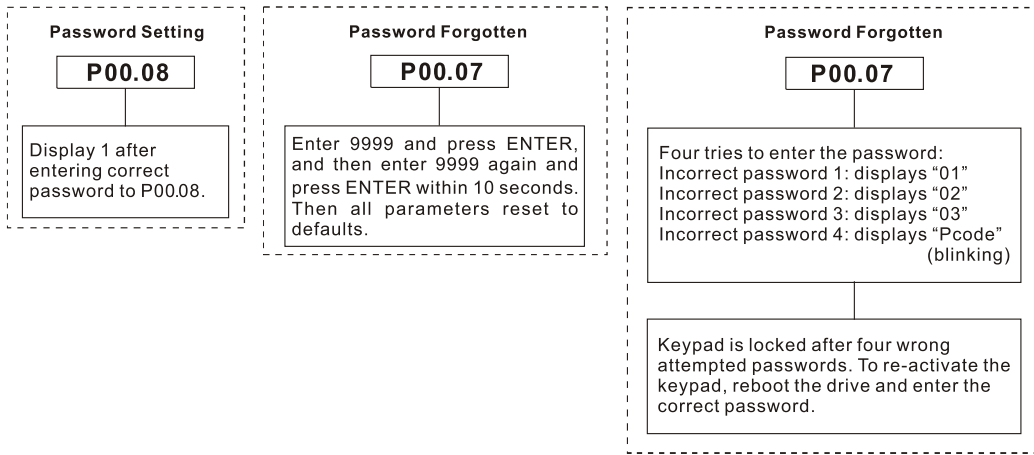 Password Setting
P00.08
Display 1 after
entering correct
password to P00.08.
Password Forgotten
P00.07
Enter 9999 and press ENTER,
and then enter 9999 again and
press ENTER within 10 seconds.
Then all parameters reset to
defaults.
Password Forgotten
P00.07
Four tries to enter the password:
Incorrect password 1: displays “01”
Incorrect password 2: displays “02”
Incorrect password 3: displays “03”
Incorrect password 4: displays “Pcode”
(blinking)
Keypad is locked after four wrong
attempted passwords. To re-activate the
keypad, reboot the drive and enter the
correct password.